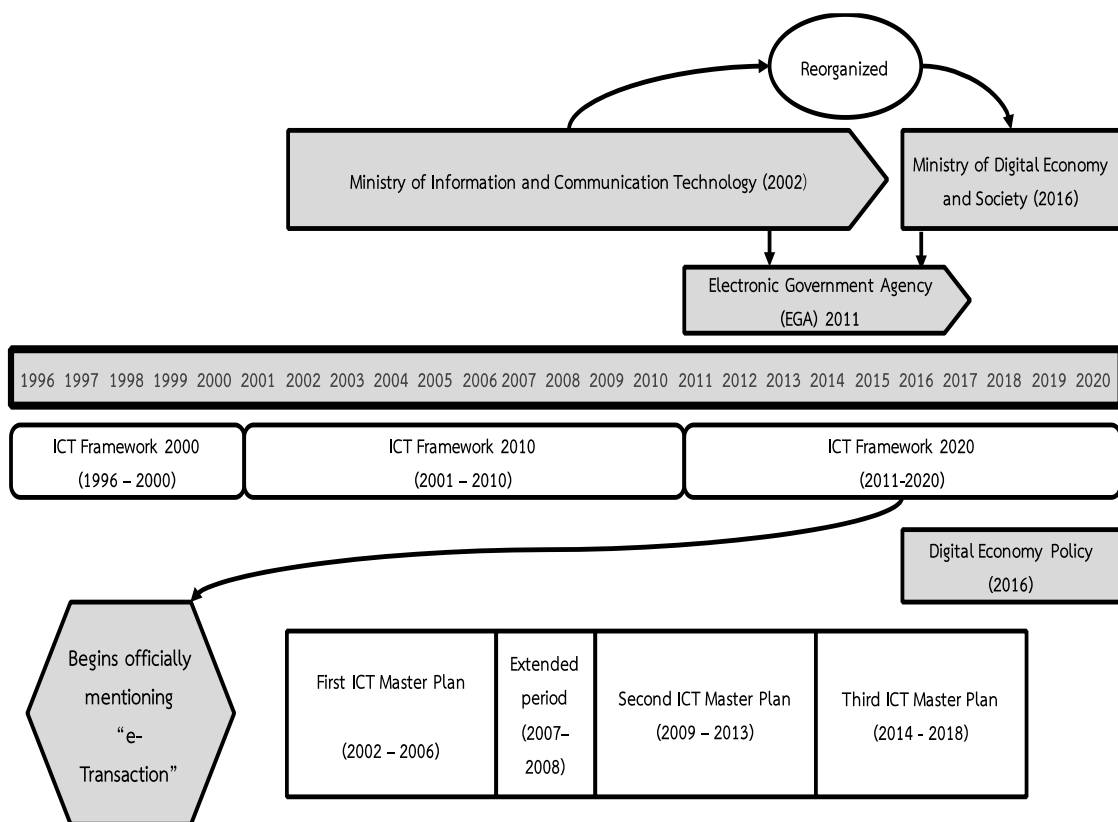 Reorganized
Ministry of Information and Communication Technology (2002)
Ministry of Digital Economy
and Society (2016)
Electronic Government Agency
(EGA) 2011
1996 1997 1998 1999 2000 2001 2002 2003 2004 2005 2006 2007 2008 2009 2010 2011 2012 2013 2014 2015 2016 2017 2018 2019 2020
ICT Framework 2000
(1996 – 2000)
ICT Framework 2010
(2001 – 2010)
ICT Framework 2020
(2011-2020)
Digital Economy Policy
(2016)
Begins officially
mentioning
“e-
Transaction”
First ICT Master Plan
(2002 – 2006)
Extended
period
(2007–
2008)
Second ICT Master Plan
(2009 – 2013)
Third ICT Master Plan
(2014 - 2018)